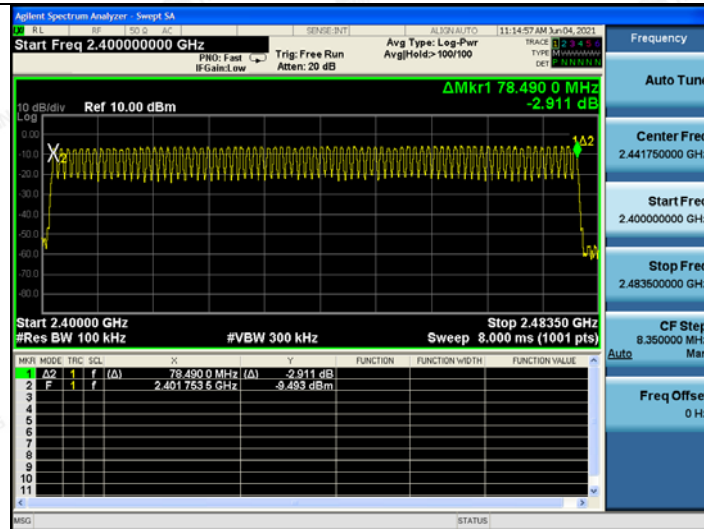 Agilent Spectrum Analyzer - Swept SA
RL RF 50 Ω AC SENSE:INT ALIGNAUTO 11:14:57 AM Jun 04, 2021
Start Freq 2.400000000 GHz
PNO: Fast
IFGain:Low
Trig: Free Run
Atten: 20 dB
Avg Type: Log-Pwr
Avg|Hold:>100/100
TRACE 1 2 3 4 5 6
TYPE M
DET P N N N N N
ΔMkr1 78.490 0 MHz
-2.911 dB
10 dB/div Ref 10.00 dBm
Log
0.00
-10.0
-20.0
-30.0
-40.0
-50.0
-60.0
-70.0
-80.0
X2
1Δ2
Start 2.40000 GHz Stop 2.48350 GHz
#Res BW 100 kHz #VBW 300 kHz Sweep 8.000 ms (1001 pts)
MKR MODE TRC SCL X Y FUNCTION FUNCTION WIDTH FUNCTION VALUE
1 Δ2 1 f (Δ) 78.490 0 MHz (Δ) -2.911 dB
2 F 1 f 2.401 753 5 GHz -9.493 dBm
3
4
5
6
7
8
9
10
11
MSG STATUS
Frequency
Auto Tune
Center Freq
2.441750000 GHz
Start Freq
2.400000000 GHz
Stop Freq
2.483500000 GHz
CF Step
8.350000 MHz
Auto Man
Freq Offset
0 Hz